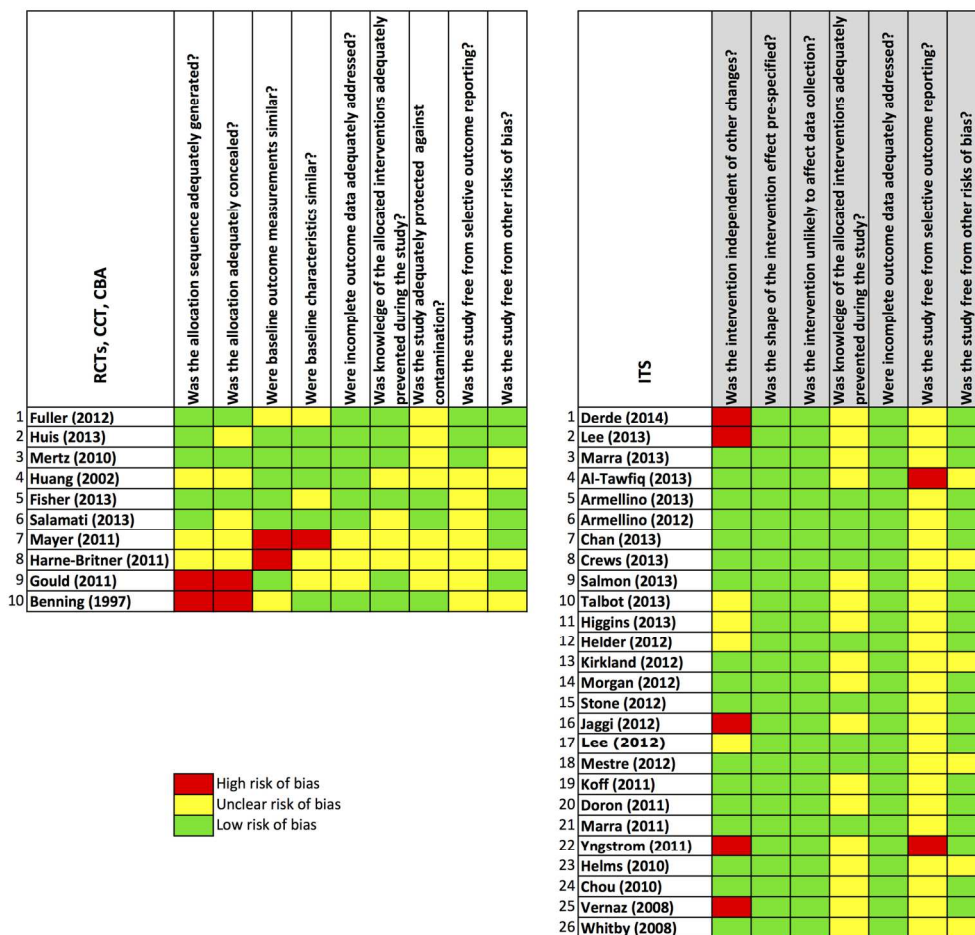 RCTs, CCT, CBA
Was the allocation sequence adequately generated?
Was the allocation adequately concealed?
Were baseline outcome measurements similar?
Were baseline characteristics similar?
Were incomplete outcome data adequately addressed?
Was knowledge of the allocated interventions adequately
prevented during the study?
Was the study adequately protected against
contamination?
Was the study free from selective outcome reporting?
Was the study free from other risks of bias?
1 Fuller (2012)
2 Huis (2013)
3 Mertz (2010)
4 Huang (2002)
5 Fisher (2013)
6 Salamati (2013)
7 Mayer (2011)
8 Harne-Britner (2011)
9 Gould (2011)
10 Benning (1997)
High risk of bias
Unclear risk of bias
Low risk of bias
ITS
Was the intervention independent of other changes?
Was the shape of the intervention effect pre-specified?
Was the intervention unlikely to affect data collection?
Was knowledge of the allocated interventions adequately
prevented during the study?
Were incomplete outcome data adequately addressed?
Was the study free from selective outcome reporting?
Was the study free from other risks of bias?
1 Derde (2014)
2 Lee (2013)
3 Marra (2013)
4 Al-Tawfiq (2013)
5 Armellino (2013)
6 Armellino (2012)
7 Chan (2013)
8 Crews (2013)
9 Salmon (2013)
10 Talbot (2013)
11 Higgins (2013)
12 Helder (2012)
13 Kirkland (2012)
14 Morgan (2012)
15 Stone (2012)
16 Jaggi (2012)
17 Lee (2012)
18 Mestre (2012)
19 Koff (2011)
20 Doron (2011)
21 Marra (2011)
22 Yngstrom (2011)
23 Helms (2010)
24 Chou (2010)
25 Vernaz (2008)
26 Whitby (2008)